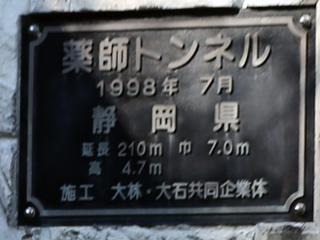 薬師トンネル
1998年 7月
静岡県
延長 210m 巾 7.0m
高 4.7m
施工 大林・大石共同企業体